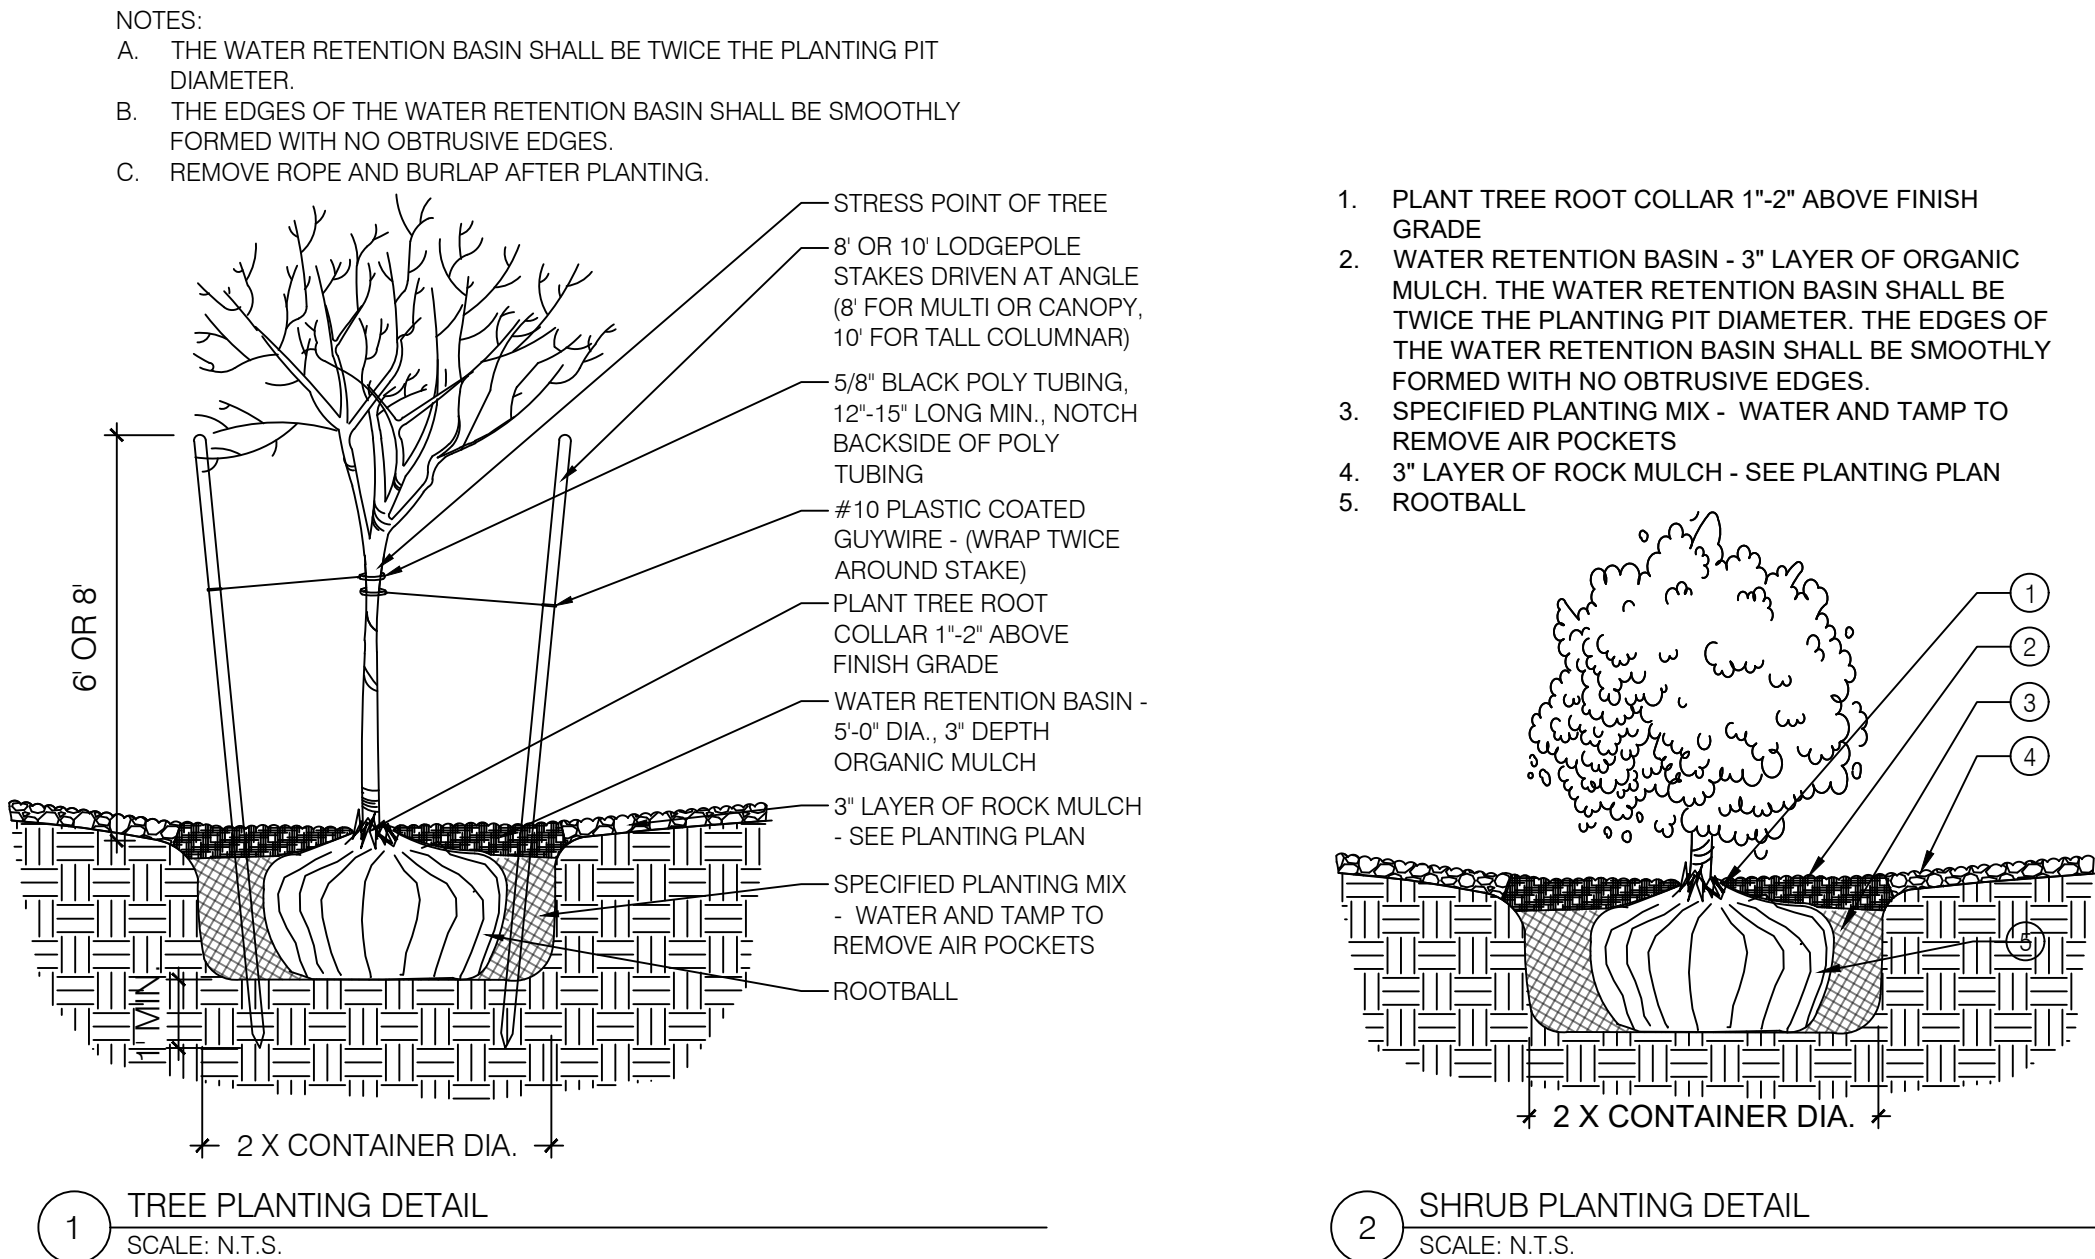 NOTES:
A. THE WATER RETENTION BASIN SHALL BE TWICE THE PLANTING PIT
DIAMETER.
B. THE EDGES OF THE WATER RETENTION BASIN SHALL BE SMOOTHLY
FORMED WITH NO OBTRUSIVE EDGES.
C. REMOVE ROPE AND BURLAP AFTER PLANTING.
STRESS POINT OF TREE
8' OR 10' LODGEPOLE
STAKES DRIVEN AT ANGLE
(8' FOR MULTI OR CANOPY,
10' FOR TALL COLUMNAR)
5/8" BLACK POLY TUBING,
12"-15" LONG MIN., NOTCH
BACKSIDE OF POLY
TUBING
#10 PLASTIC COATED
GUYWIRE - (WRAP TWICE
AROUND STAKE)
PLANT TREE ROOT
COLLAR 1"-2" ABOVE
FINISH GRADE
WATER RETENTION BASIN -
5'-0" DIA., 3" DEPTH
ORGANIC MULCH
3" LAYER OF ROCK MULCH
- SEE PLANTING PLAN
SPECIFIED PLANTING MIX
- WATER AND TAMP TO
REMOVE AIR POCKETS
ROOTBALL
6' OR 8'
1' MIN.
2 X CONTAINER DIA.
1
TREE PLANTING DETAIL
SCALE: N.T.S.
1. PLANT TREE ROOT COLLAR 1"-2" ABOVE FINISH
GRADE
2. WATER RETENTION BASIN - 3" LAYER OF ORGANIC
MULCH. THE WATER RETENTION BASIN SHALL BE
TWICE THE PLANTING PIT DIAMETER. THE EDGES OF
THE WATER RETENTION BASIN SHALL BE SMOOTHLY
FORMED WITH NO OBTRUSIVE EDGES.
3. SPECIFIED PLANTING MIX - WATER AND TAMP TO
REMOVE AIR POCKETS
4. 3" LAYER OF ROCK MULCH - SEE PLANTING PLAN
5. ROOTBALL
1
2
3
4
5
2 X CONTAINER DIA.
2
SHRUB PLANTING DETAIL
SCALE: N.T.S.